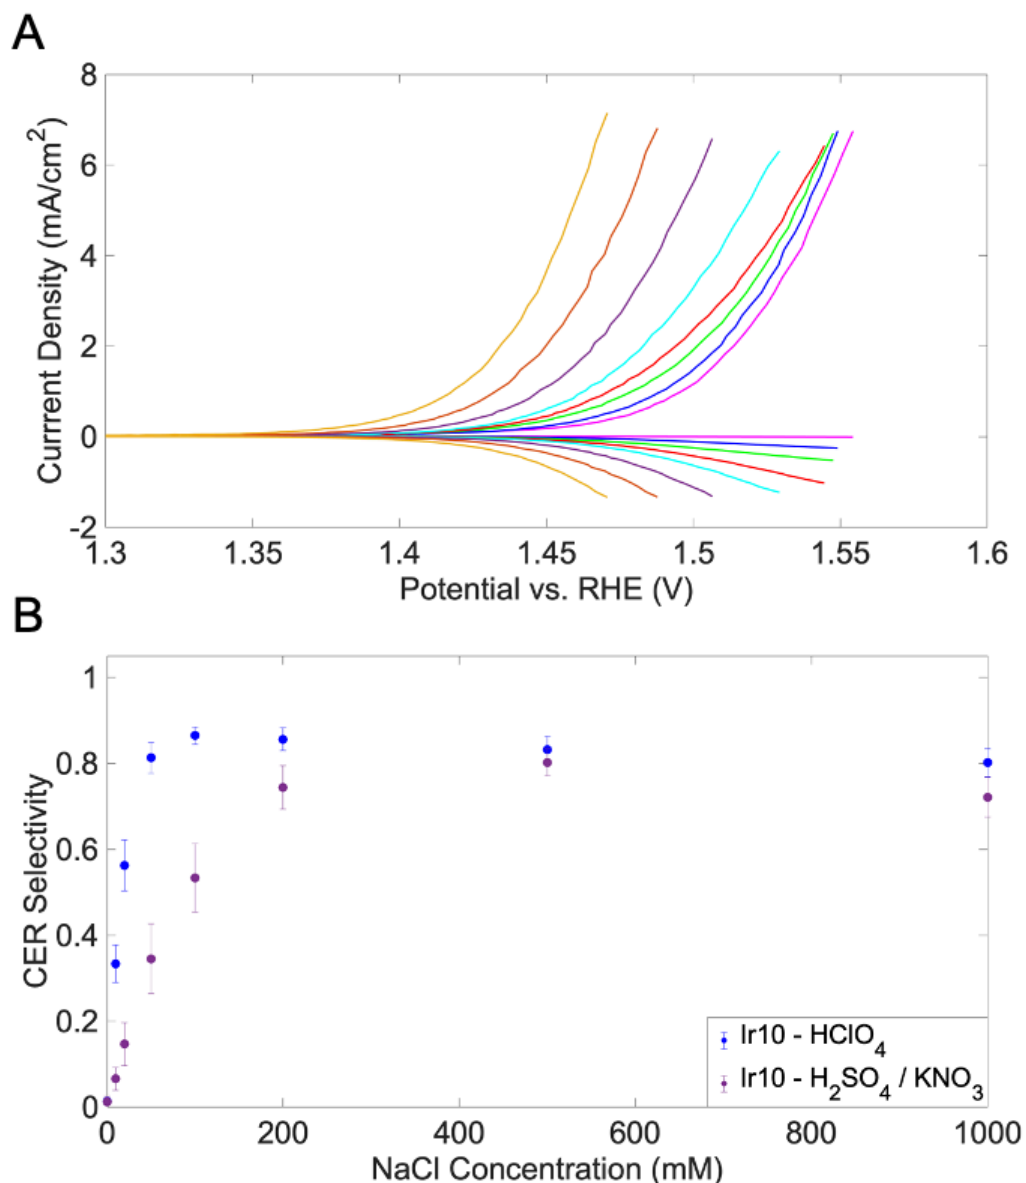 A
8
6
4
2
0
-2
Currrent Density (mA/cm²)
1.3 1.35 1.4 1.45 1.5 1.55 1.6
Potential vs. RHE (V)
B
1
0.8
0.6
0.4
0.2
0
CER Selectivity
Ir10 - HClO₄
Ir10 - H₂SO₄ / KNO₃
0 200 400 600 800 1000
NaCl Concentration (mM)